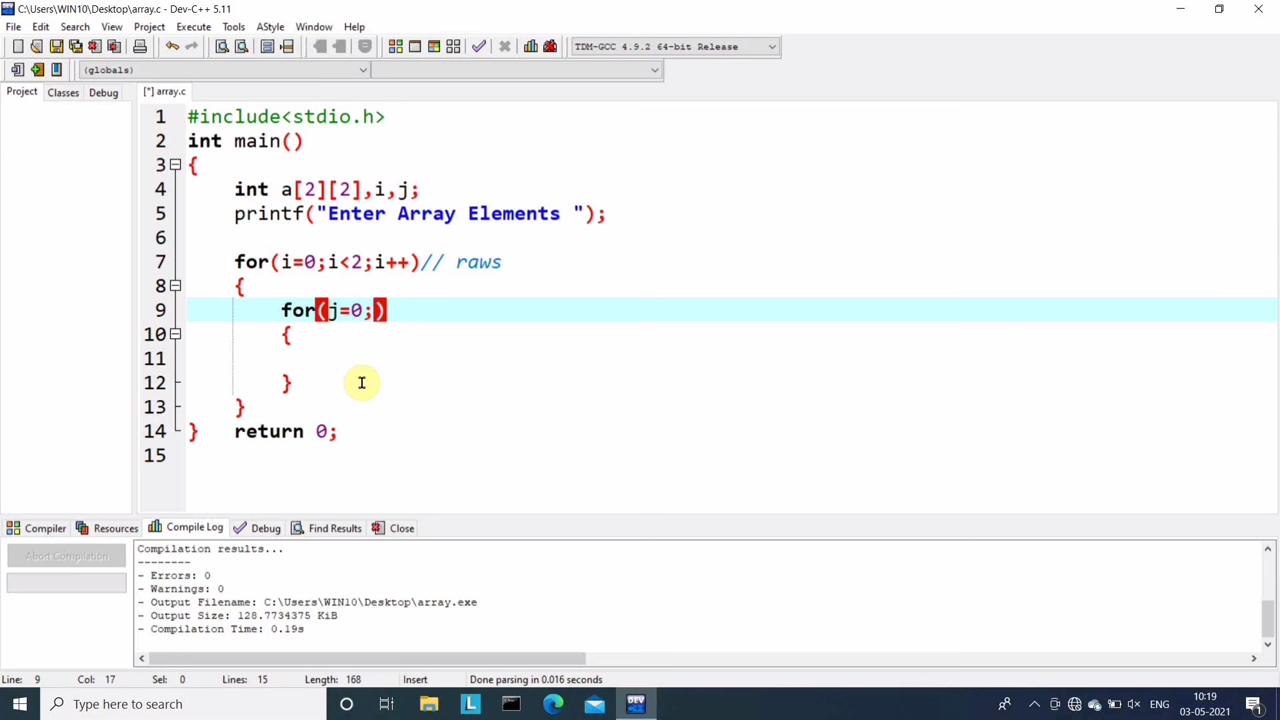 C:\Users\WIN10\Desktop\array.c - Dev-C++ 5.11
File Edit Search View Project Execute Tools AStyle Window Help
TDM-GCC 4.9.2 64-bit Release
(globals)
Project Classes Debug [*] array.c
1 #include<stdio.h>
2 int main()
3 {
4 int a[2][2],i,j;
5 printf("Enter Array Elements ");
6
7 for(i=0;i<2;i++)// raws
8 {
9 for(j=0;)
10 {
11
12 }
13 }
14 } return 0;
15
Compiler Resources Compile Log Debug Find Results Close
Abort Compilation
Compilation results...
--------
- Errors: 0
- Warnings: 0
- Output Filename: C:\Users\WIN10\Desktop\array.exe
- Output Size: 128.7734375 KiB
- Compilation Time: 0.19s
Line: 9 Col: 17 Sel: 0 Lines: 15 Length: 168 Insert Done parsing in 0.016 seconds
Type here to search
L
DEV
ENG
10:19
03-05-2021
1